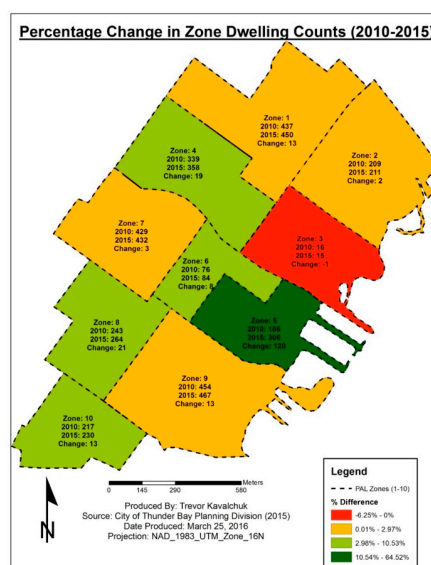 Percentage Change in Zone Dwelling Counts (2010-2015)
Zone: 1
2010: 437
2015: 450
Change: 13
Zone: 2
2010: 209
2015: 211
Change: 2
Zone: 4
2010: 339
2015: 358
Change: 19
Zone: 3
2010: 16
2015: 15
Change: -1
Zone: 7
2010: 429
2015: 432
Change: 3
Zone: 6
2010: 76
2015: 84
Change: 8
Zone: 5
2010: 186
2015: 306
Change: 120
Zone: 8
2010: 243
2015: 264
Change: 21
Zone: 9
2010: 454
2015: 467
Change: 13
Zone: 10
2010: 217
2015: 230
Change: 13
Meters
0 145 290 580
N
Produced By: Trevor Kavalchuk
Source: City of Thunder Bay Planning Division (2015)
Date Produced: March 25, 2016
Projection: NAD_1983_UTM_Zone_16N
Legend
PAL Zones (1-10)
% Difference
-6.25% - 0%
0.01% - 2.97%
2.98% - 10.53%
10.54% - 64.52%